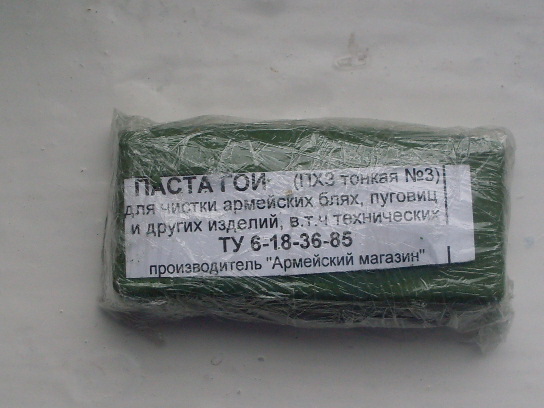 ПАСТА ГОИ (ПХЗ тонкая №3)
для чистки армейских блях, пуговиц
и других изделий, в.т.ч технических
ТУ 6-18-36-85
производитель "Армейский магазин"